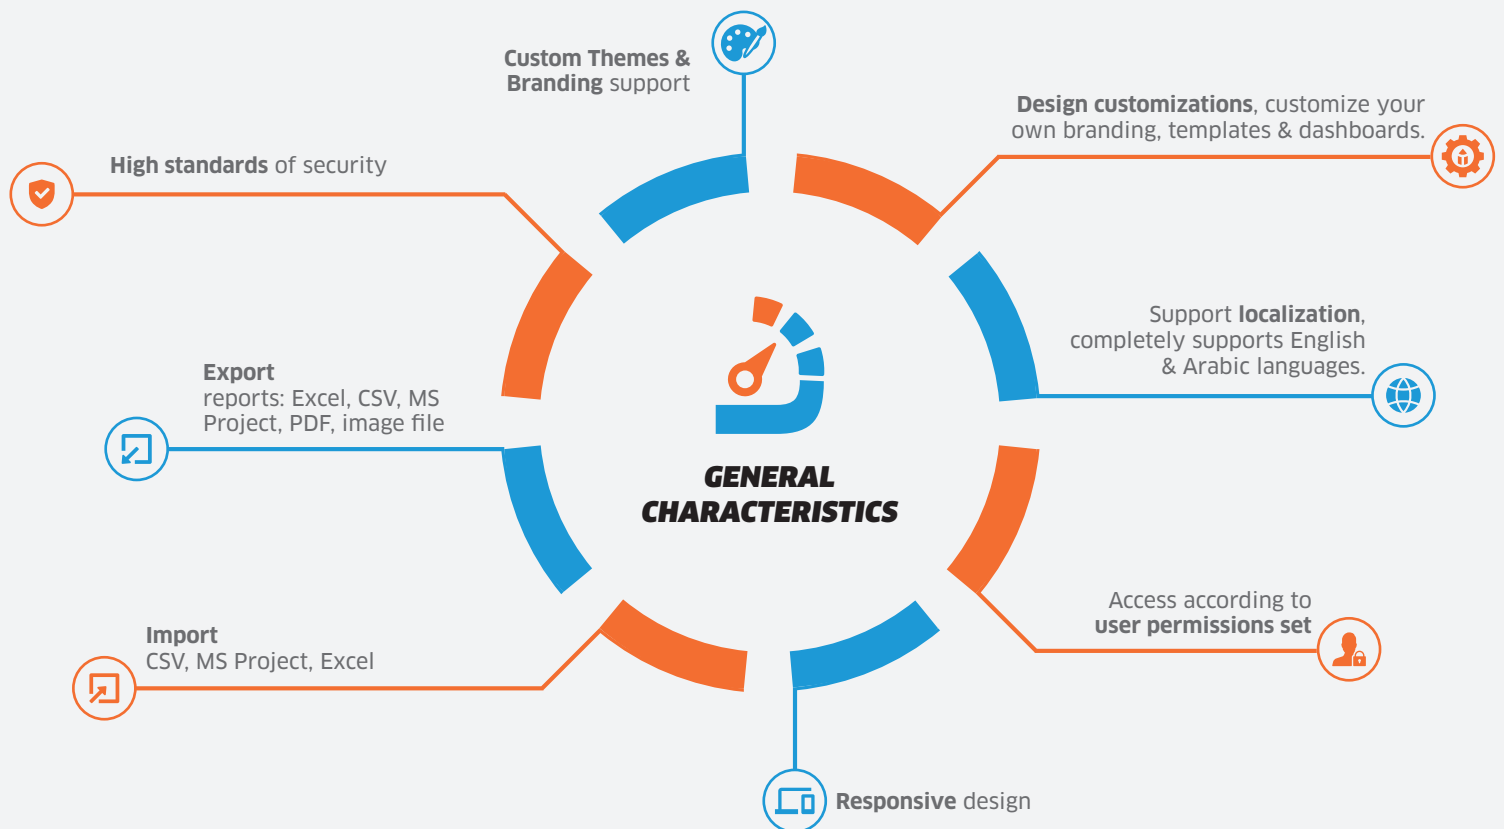 Custom Themes &
Branding support
Design customizations, customize your
own branding, templates & dashboards.
High standards of security
Support localization,
completely supports English
& Arabic languages.
Export
reports: Excel, CSV, MS
Project, PDF, image file
GENERAL
CHARACTERISTICS
Access according to
user permissions set
Import
CSV, MS Project, Excel
Responsive design